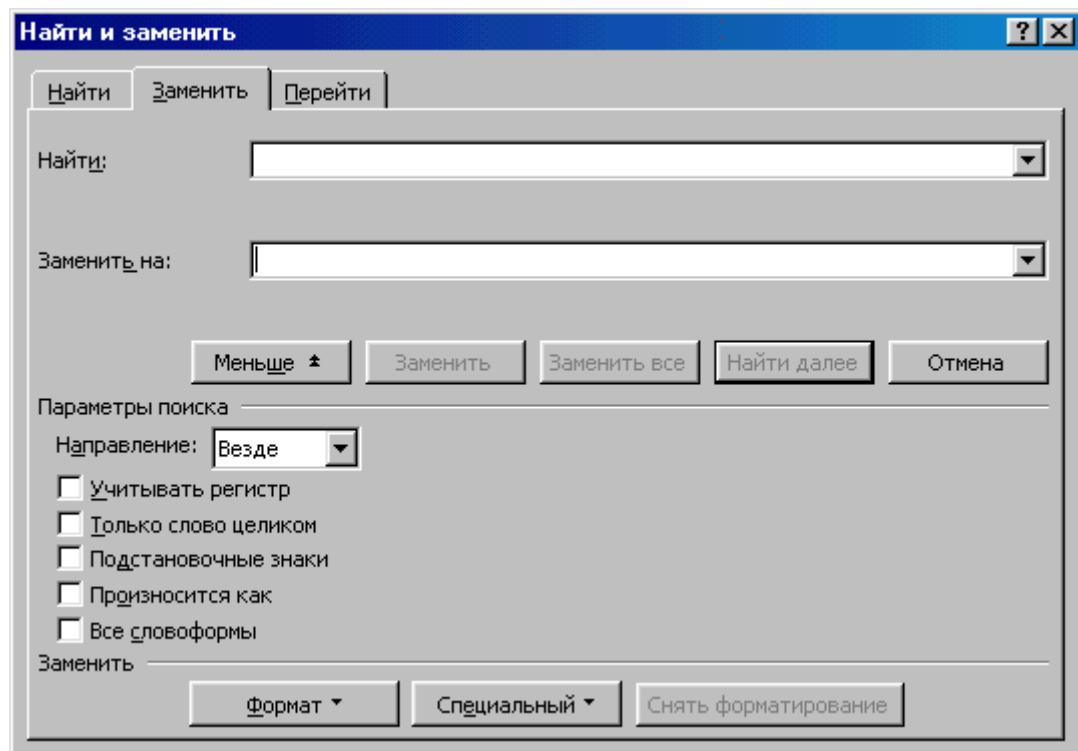 Найти и заменить
Найти Заменить Перейти
Найти:
Заменить на:
Меньше Заменить Заменить все Найти далее Отмена
Параметры поиска
Направление: Везде
Учитывать регистр
Только слово целиком
Подстановочные знаки
Произносится как
Все словоформы
Заменить
Формат Специальный Снять форматирование